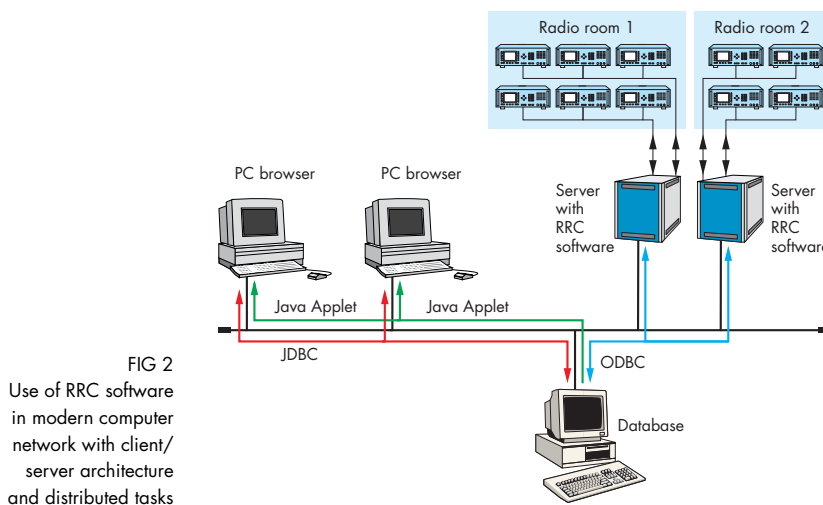 Radio room 1
Radio room 2
PC browser
PC browser
Server
with
RRC
software
Server
with
RRC
software
Java Applet
Java Applet
JDBC
ODBC
Database
FIG 2
Use of RRC software
in modern computer
network with client/
server architecture
and distributed tasks